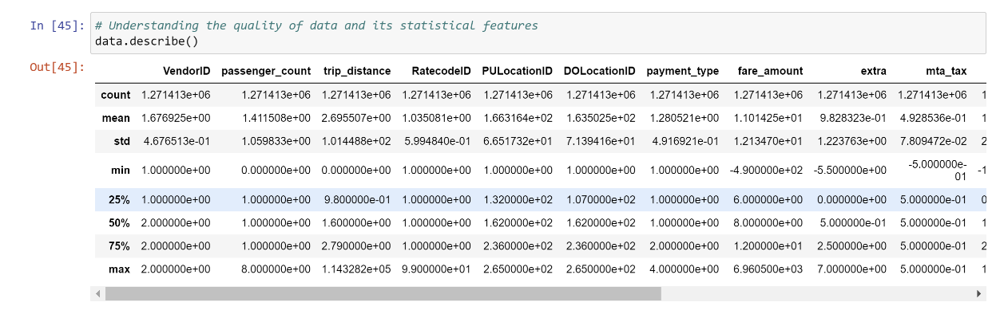 In [45]: # Understanding the quality of data and its statistical features
data.describe()
Out[45]:
VendorID passenger_count trip_distance RatecodeID PULocationID DOLocationID payment_type fare_amount extra mta_tax
count 1.271413e+06 1.271413e+06 1.271413e+06 1.271413e+06 1.271413e+06 1.271413e+06 1.271413e+06 1.271413e+06 1.271413e+06 1.271413e+06 1
mean 1.676925e+00 1.411508e+00 2.695507e+00 1.035081e+00 1.663164e+02 1.635025e+02 1.280521e+00 1.101425e+01 9.828323e-01 4.928536e-01 1
std 4.676513e-01 1.059833e+00 1.014488e+02 5.994840e-01 6.651732e+01 7.139416e+01 4.916921e-01 1.213470e+01 1.223763e+00 7.809472e-02 2
min 1.000000e+00 0.000000e+00 0.000000e+00 1.000000e+00 1.000000e+00 1.000000e+00 1.000000e+00 -4.900000e+02 -5.500000e+00 -5.000000e-
01 -1
25% 1.000000e+00 1.000000e+00 9.800000e-01 1.000000e+00 1.320000e+02 1.070000e+02 1.000000e+00 6.000000e+00 0.000000e+00 5.000000e-01 0
50% 2.000000e+00 1.000000e+00 1.600000e+00 1.000000e+00 1.620000e+02 1.620000e+02 1.000000e+00 8.000000e+00 5.000000e-01 5.000000e-01 1
75% 2.000000e+00 1.000000e+00 2.790000e+00 1.000000e+00 2.360000e+02 2.360000e+02 2.000000e+00 1.200000e+01 2.500000e+00 5.000000e-01 2
max 2.000000e+00 8.000000e+00 1.143282e+05 9.900000e+01 2.650000e+02 2.650000e+02 4.000000e+00 6.960500e+03 7.000000e+00 5.000000e-01 1